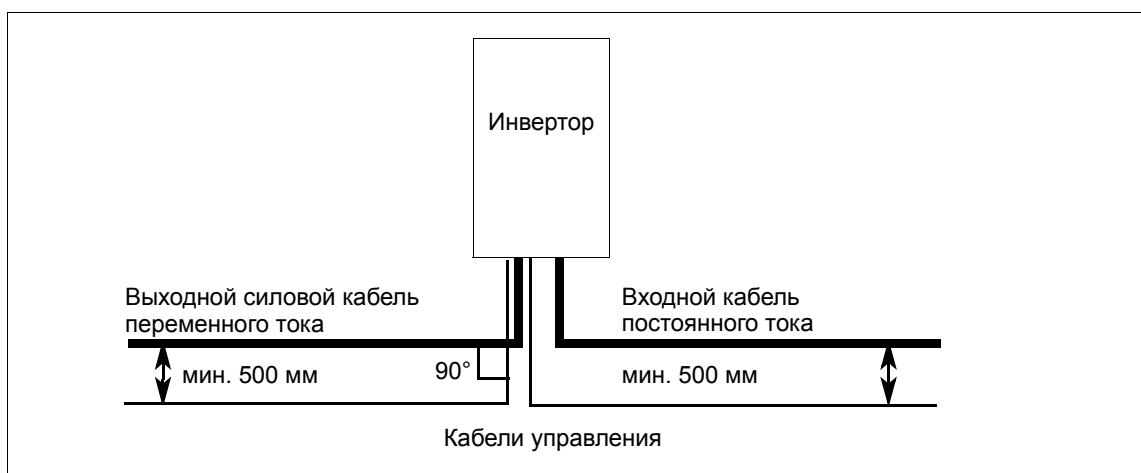 Инвертор
Выходной силовой кабель
переменного тока
Входной кабель
постоянного тока
мин. 500 мм
90°
мин. 500 мм
Кабели управления